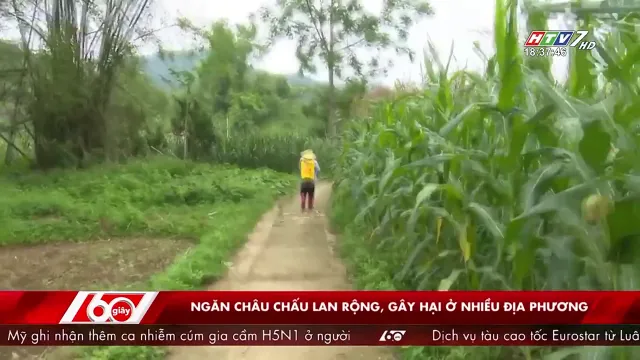 HTV7 HD
18:37:46
60 giây
NGĂN CHÂU CHẤU LAN RỘNG, GÂY HẠI Ở NHIỀU ĐỊA PHƯƠNG
Mỹ ghi nhận thêm ca nhiễm cúm gia cầm H5N1 ở người 60 Dịch vụ tàu cao tốc Eurostar từ Luâ